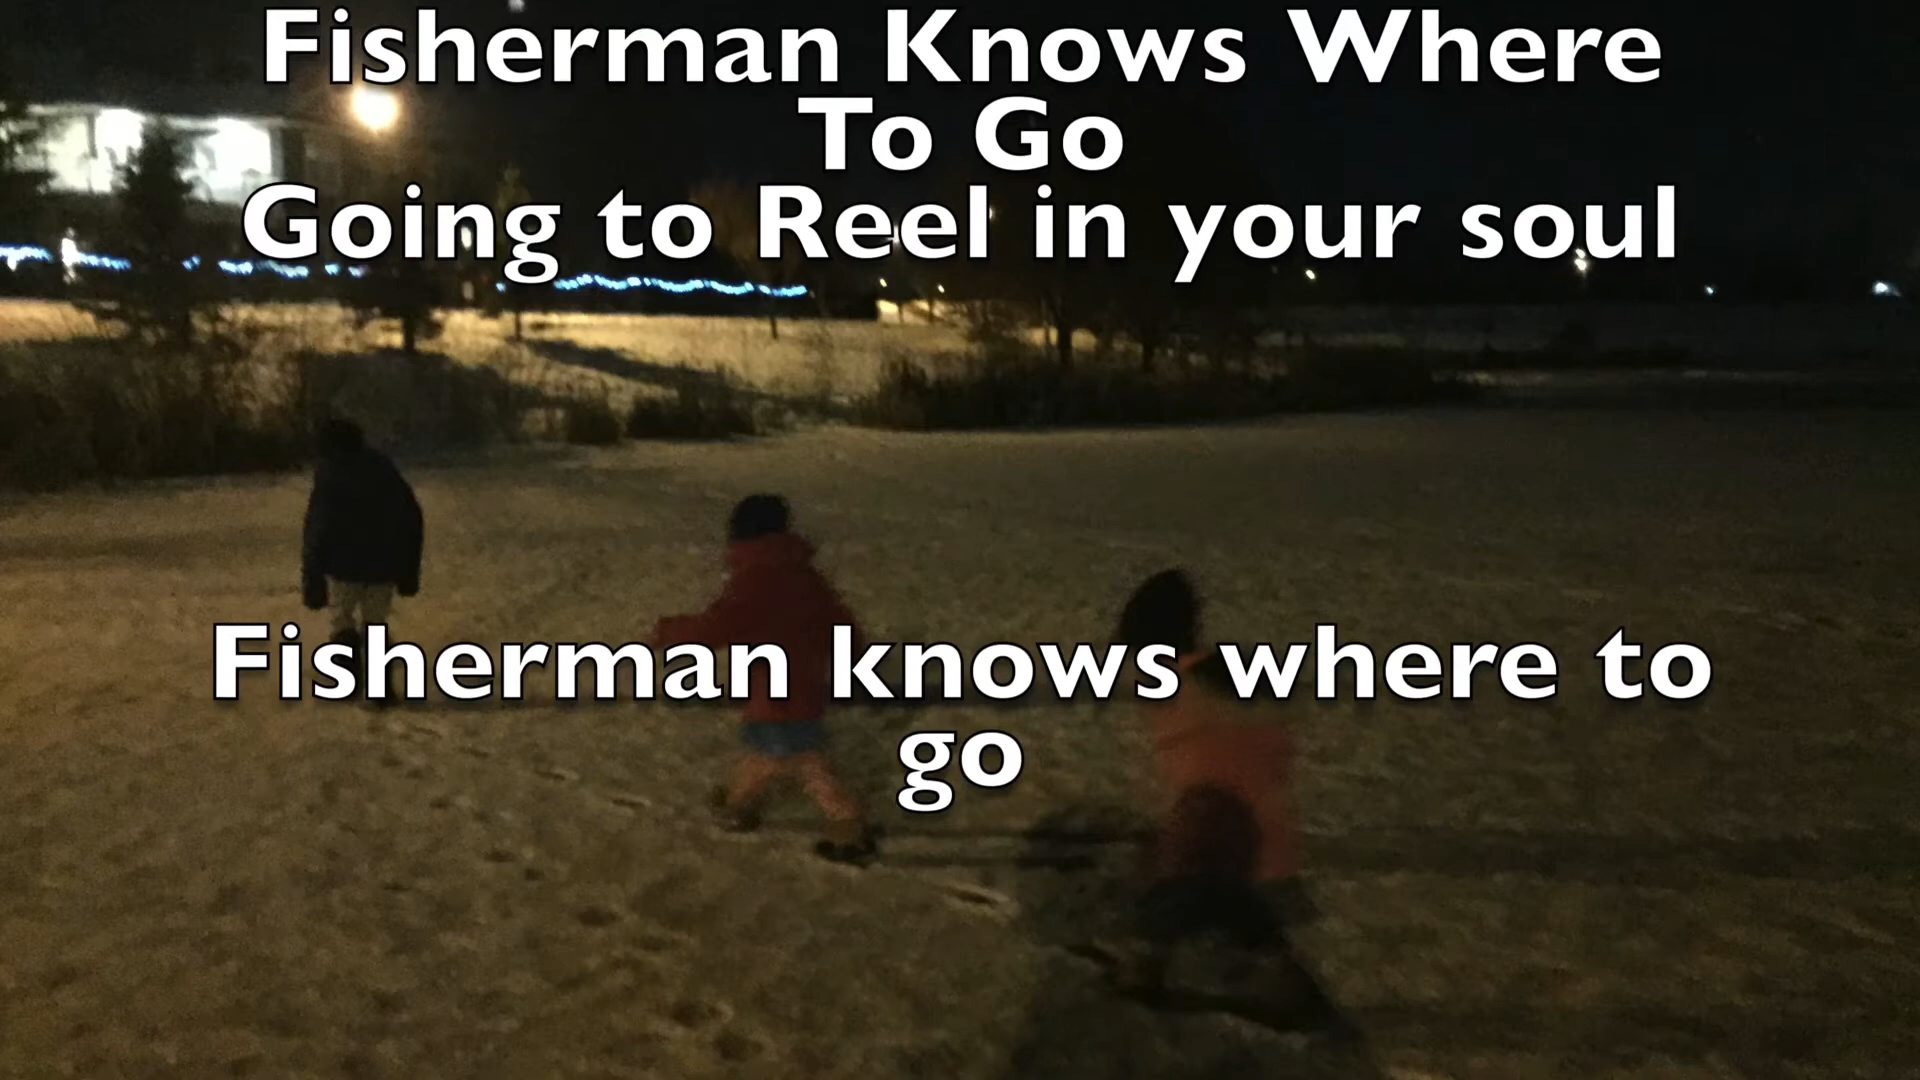 Fisherman Knows Where
To Go
Going to Reel in your soul
Fisherman knows where to
go